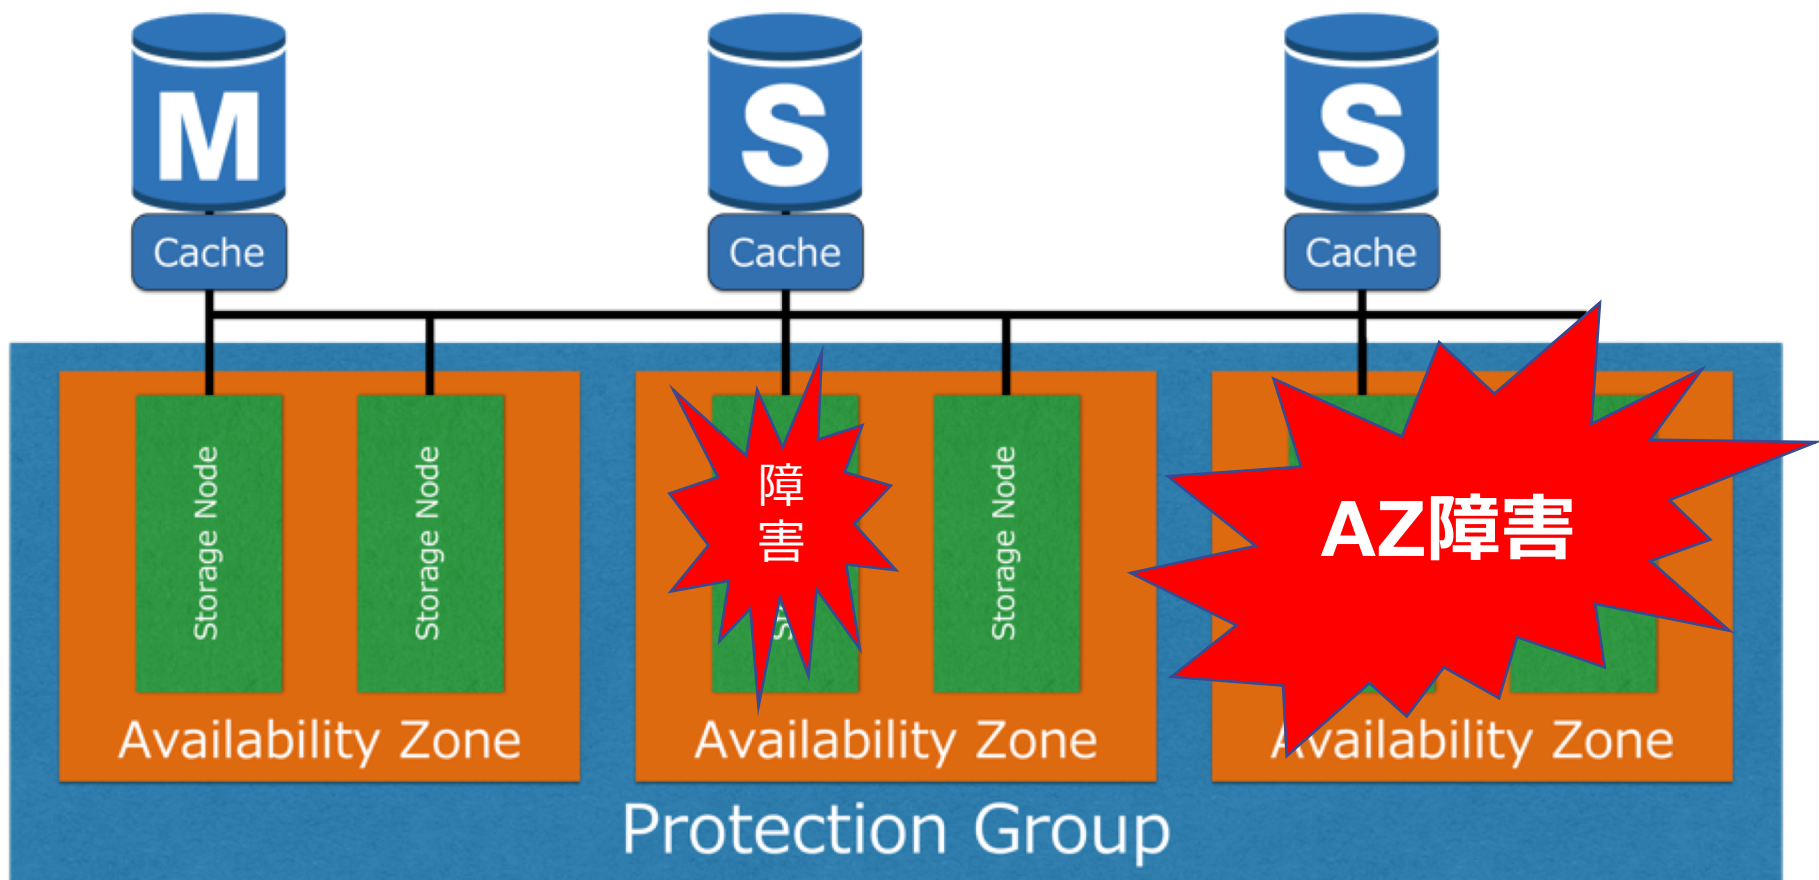 M
S
S
Cache
Cache
Cache
Storage Node
Storage Node
障
害
Storage Node
AZ障害
Availability Zone
Availability Zone
Availability Zone
Protection Group